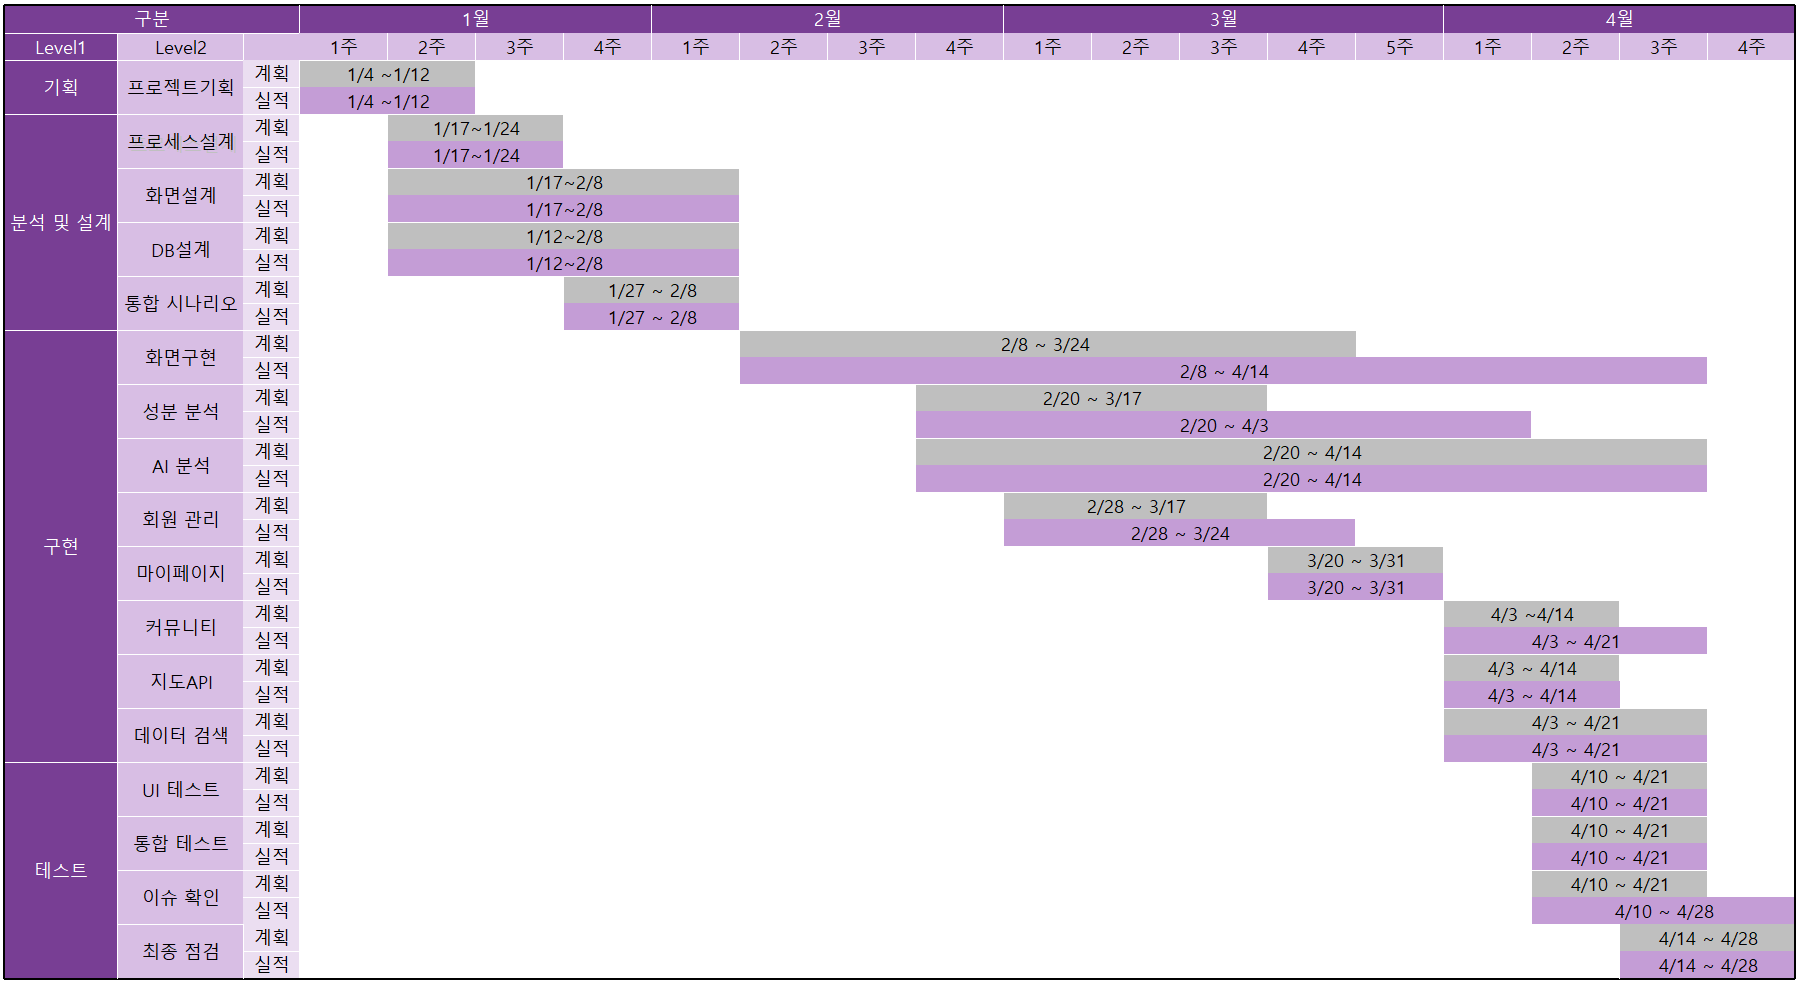 구분 1월 2월 3월 4월
Level1 Level2 1주 2주 3주 4주 1주 2주 3주 4주 1주 2주 3주 4주 5주 1주 2주 3주 4주
기획 프로젝트기획 계획 1/4 ~1/12
실적 1/4 ~1/12
분석 및 설계 프로세스설계 계획 1/17~1/24
실적 1/17~1/24
화면설계 계획 1/17~2/8
실적 1/17~2/8
DB설계 계획 1/12~2/8
실적 1/12~2/8
통합 시나리오 계획 1/27 ~ 2/8
실적 1/27 ~ 2/8
구현 화면구현 계획 2/8 ~ 3/24
실적 2/8 ~ 4/14
성분 분석 계획 2/20 ~ 3/17
실적 2/20 ~ 4/3
AI 분석 계획 2/20 ~ 4/14
실적 2/20 ~ 4/14
회원 관리 계획 2/28 ~ 3/17
실적 2/28 ~ 3/24
마이페이지 계획 3/20 ~ 3/31
실적 3/20 ~ 3/31
커뮤니티 계획 4/3 ~4/14
실적 4/3 ~ 4/21
지도API 계획 4/3 ~ 4/14
실적 4/3 ~ 4/14
데이터 검색 계획 4/3 ~ 4/21
실적 4/3 ~ 4/21
테스트 UI 테스트 계획 4/10 ~ 4/21
실적 4/10 ~ 4/21
통합 테스트 계획 4/10 ~ 4/21
실적 4/10 ~ 4/21
이슈 확인 계획 4/10 ~ 4/21
실적 4/10 ~ 4/28
최종 점검 계획 4/14 ~ 4/28
실적 4/14 ~ 4/28